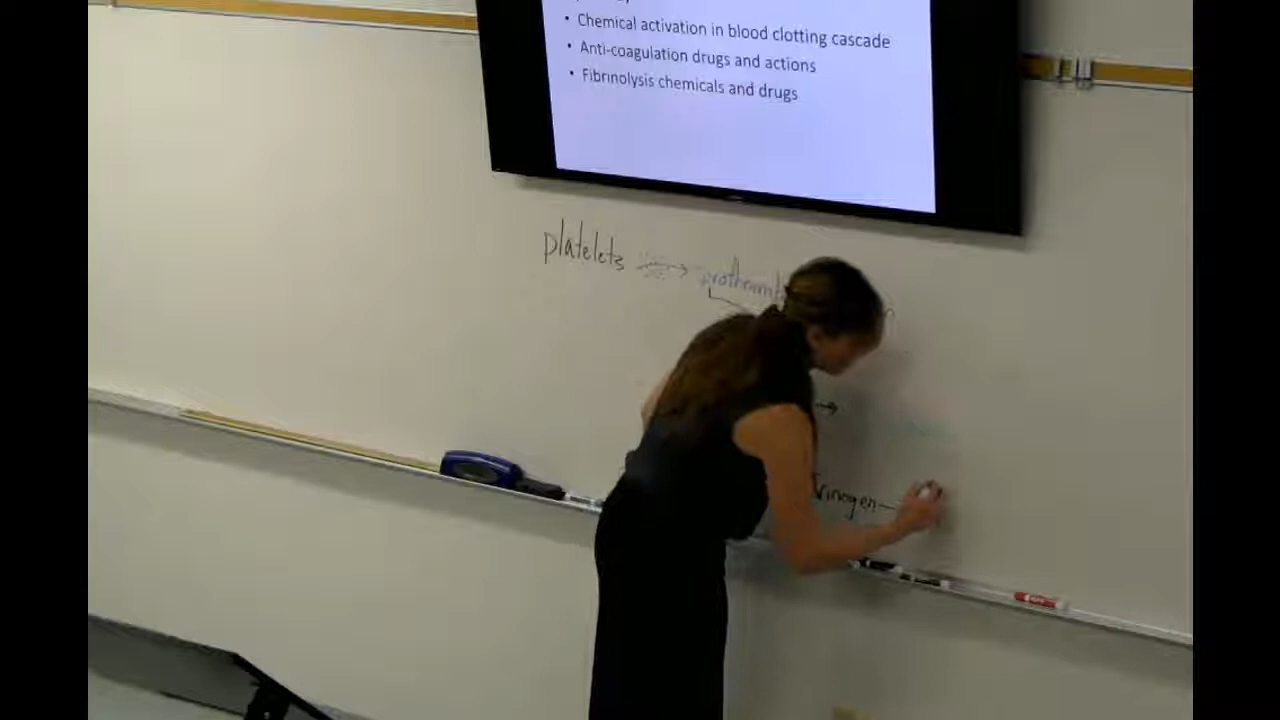 • Chemical activation in blood clotting cascade
• Anti-coagulation drugs and actions
• Fibrinolysis chemicals and drugs
platelets → prothromb
→
rinogen—